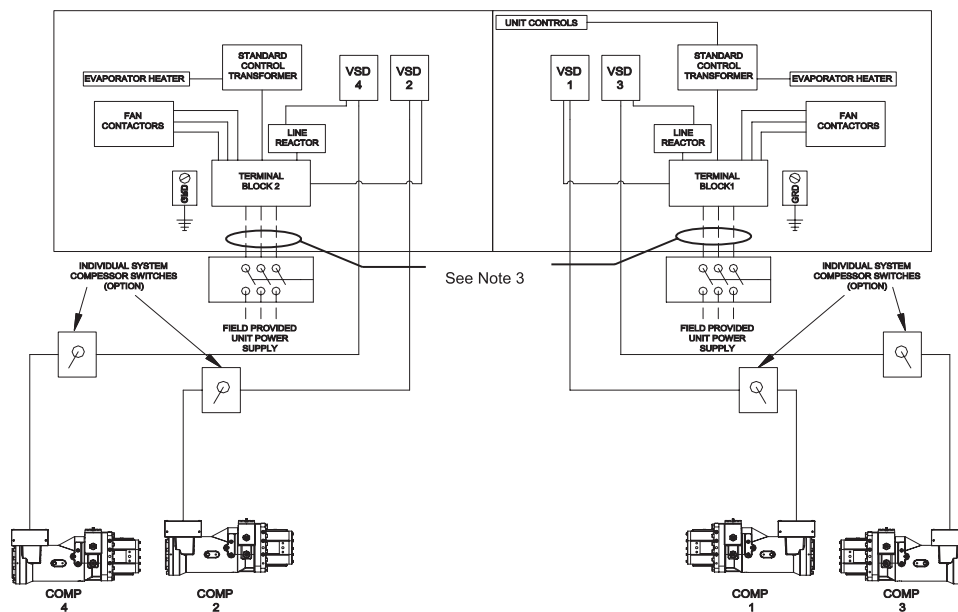 UNIT CONTROLS
STANDARD
CONTROL
TRANSFORMER
VSD
4
VSD
2
EVAPORATOR HEATER
FAN
CONTACTORS
LINE
REACTOR
TERMINAL
BLOCK 2
GRD
VSD
1
VSD
3
STANDARD
CONTROL
TRANSFORMER
EVAPORATOR HEATER
FAN
CONTACTORS
LINE
REACTOR
TERMINAL
BLOCK1
GRD
INDIVIDUAL SYSTEM
COMPESSOR SWITCHES
(OPTION)
See Note 3
INDIVIDUAL SYSTEM
COMPESSOR SWITCHES
(OPTION)
FIELD PROVIDED
UNIT POWER
SUPPLY
FIELD PROVIDED
UNIT POWER
SUPPLY
COMP
4
COMP
2
COMP
1
COMP
3